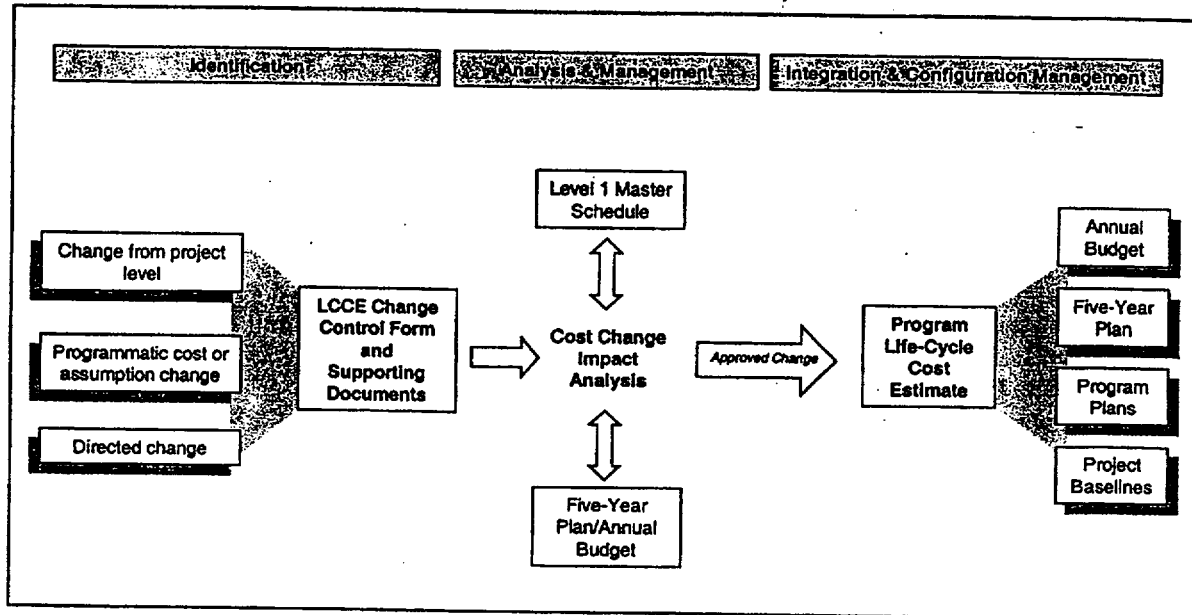 Identification
Analysis & Management
Integration & Configuration Management
Level 1 Master
Schedule
Change from project
level
Programmatic cost or
assumption change
Directed change
LCCE Change
Control Form
and
Supporting
Documents
Cost Change
Impact
Analysis
Approved Change
Five-Year
Plan/Annual
Budget
Program
Life-Cycle
Cost
Estimate
Annual
Budget
Five-Year
Plan
Program
Plans
Project
Baselines